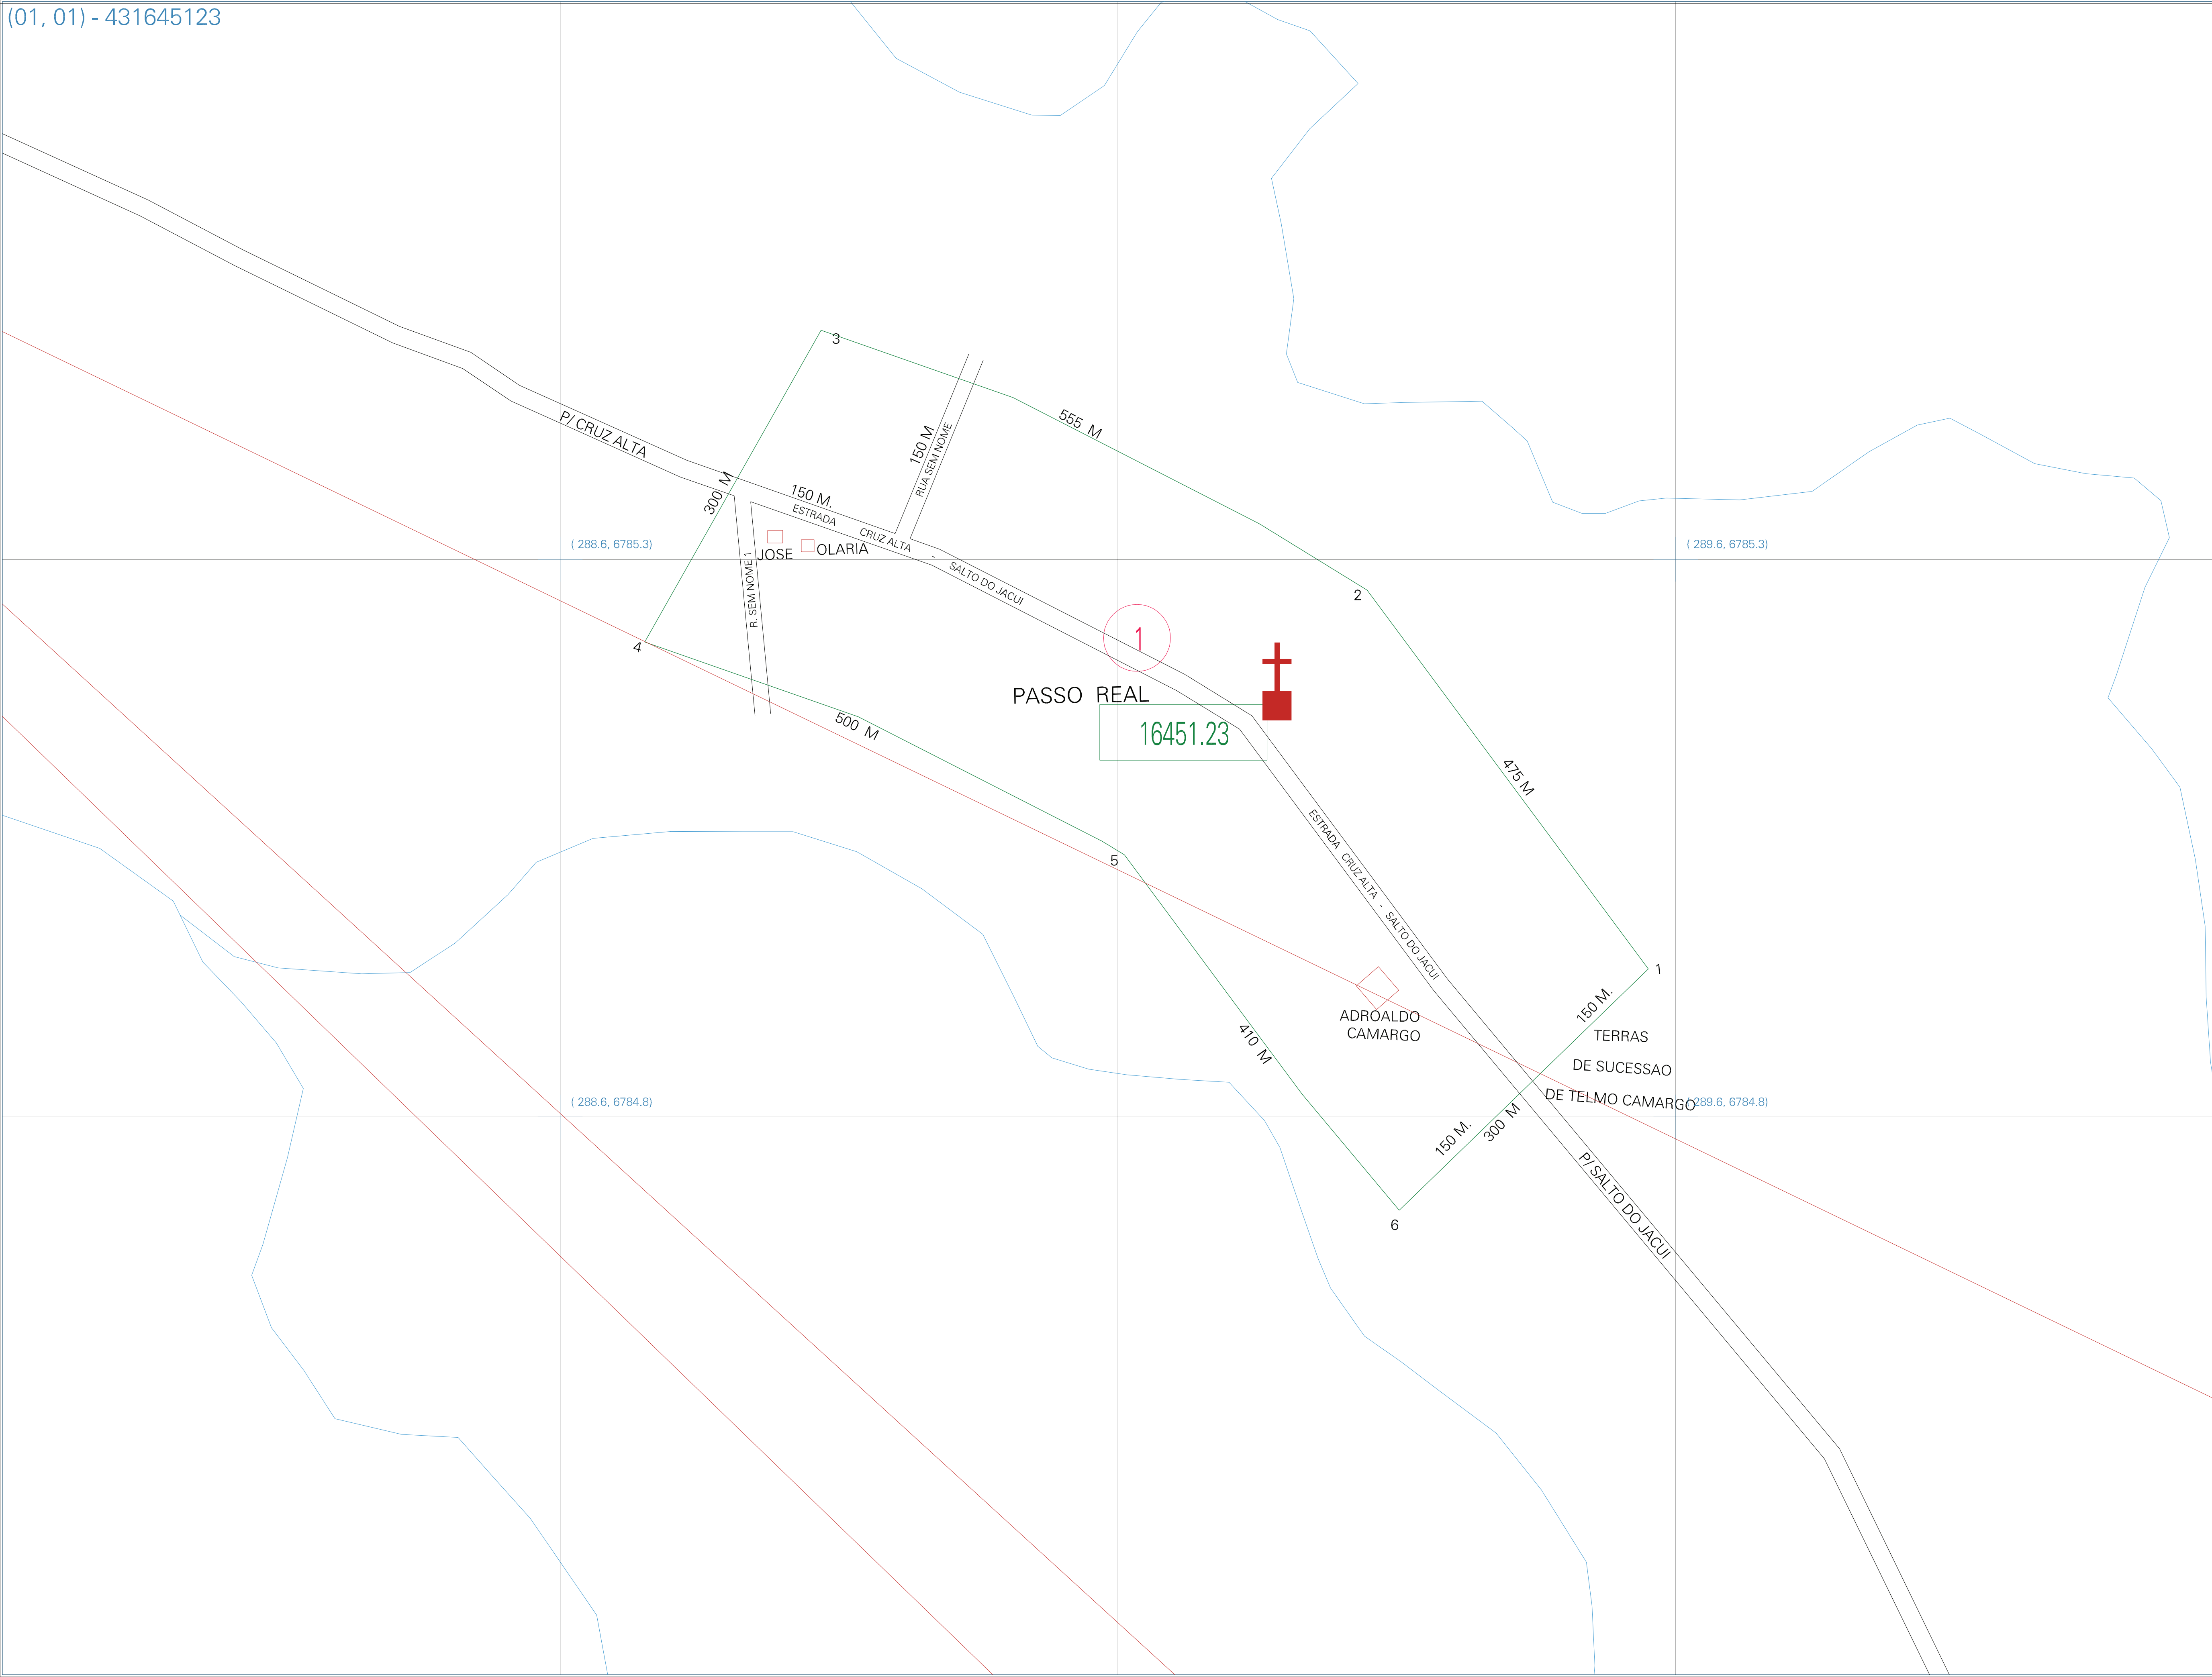 (01, 01) - 431645123
3
555 M
P/ CRUZ ALTA
150 M
RUA SEM NOME
300 M
150 M.
ESTRADA CRUZ ALTA - SALTO DO JACUI
( 288.6, 6785.3)
( 289.6, 6785.3)
JOSE
OLARIA
R. SEM NOME 1
2
1
4
PASSO REAL
16451.23
500 M
475 M
5
ESTRADA CRUZ ALTA - SALTO DO JACUI
1
150 M.
ADROALDO
CAMARGO
410 M
TERRAS
DE SUCESSAO
DE TELMO CAMARGO
( 288.6, 6784.8)
( 289.6, 6784.8)
150 M.
300 M
P/ SALTO DO JACUI
6